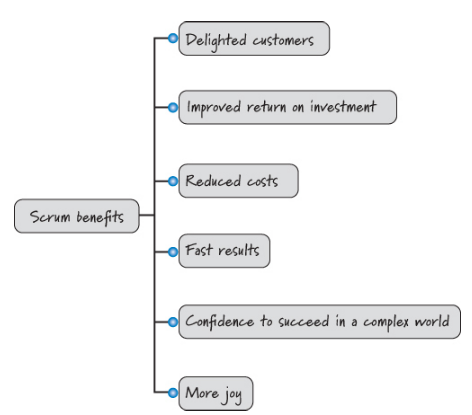 Delighted customers
Improved return on investment
Reduced costs
Scrum benefits
Fast results
Confidence to succeed in a complex world
More joy